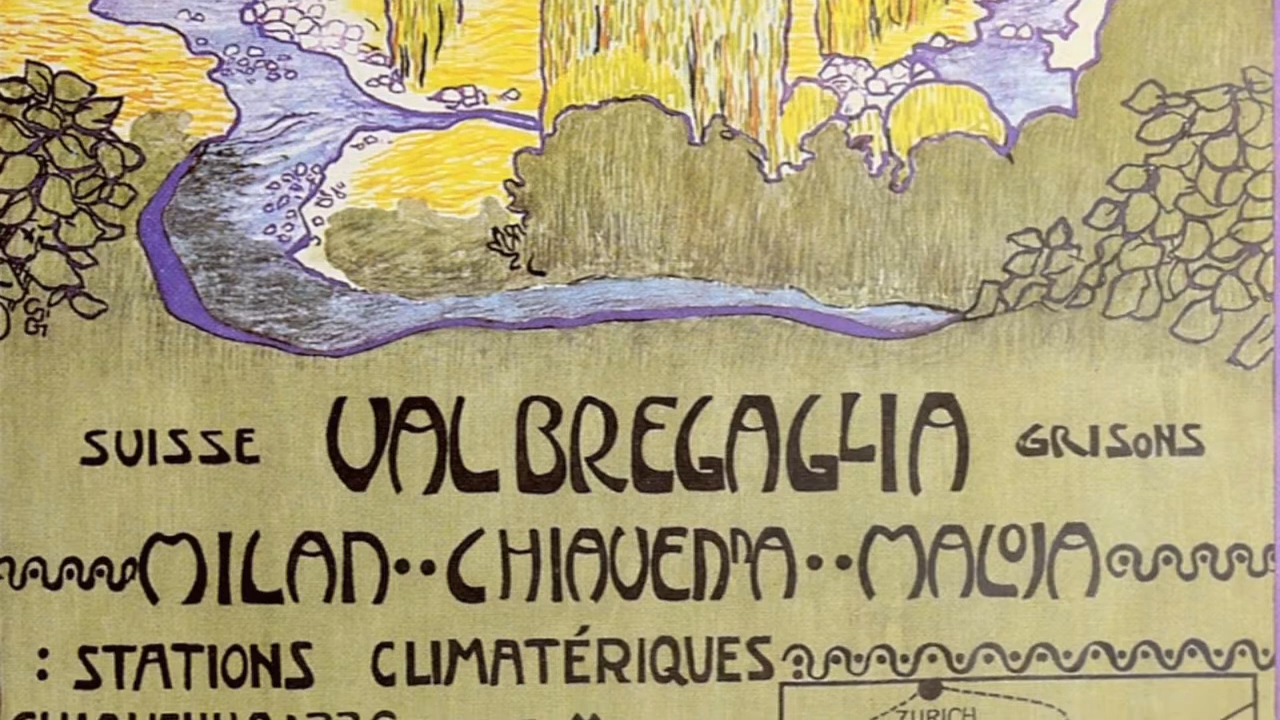 SUISSE VAL BREGAGLIA GRISONS
MILAN··CHIAVENNA··MALOJA
: STATIONS CLIMATÉRIQUES
ZURICH